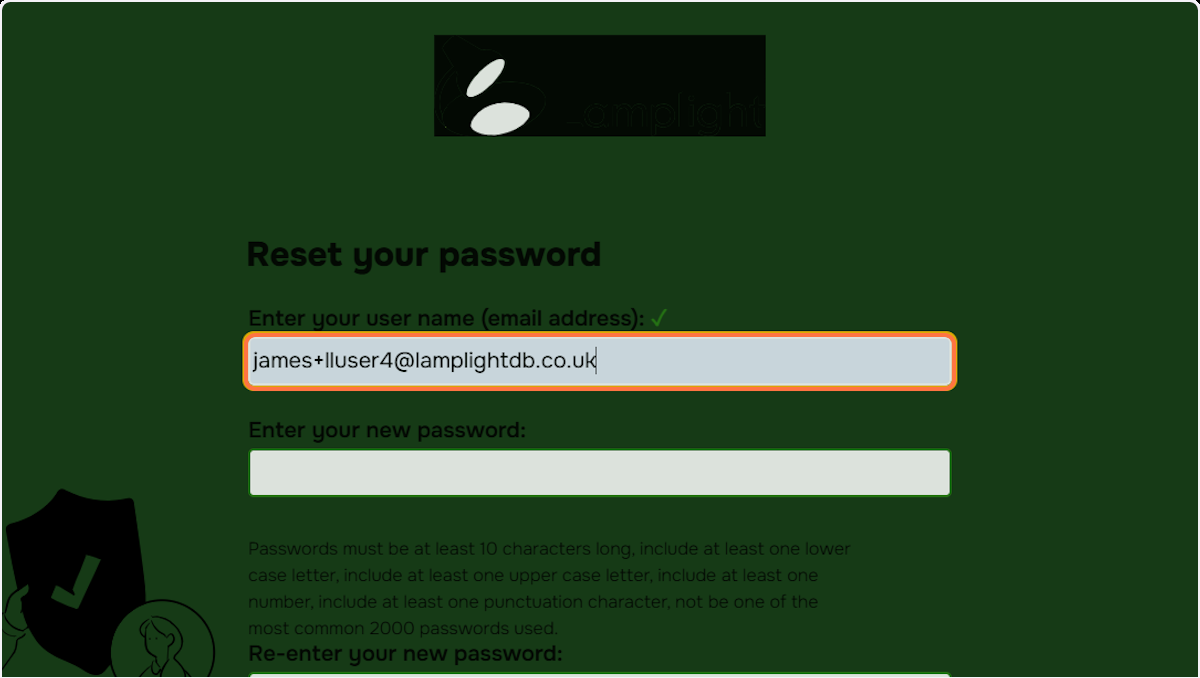 Lamplight
Reset your password
Enter your user name (email address): ✓
james+lluser4@lamplightdb.co.uk
Enter your new password:
Passwords must be at least 10 characters long, include at least one lower
case letter, include at least one upper case letter, include at least one
number, include at least one punctuation character, not be one of the
most common 2000 passwords used.
Re-enter your new password: